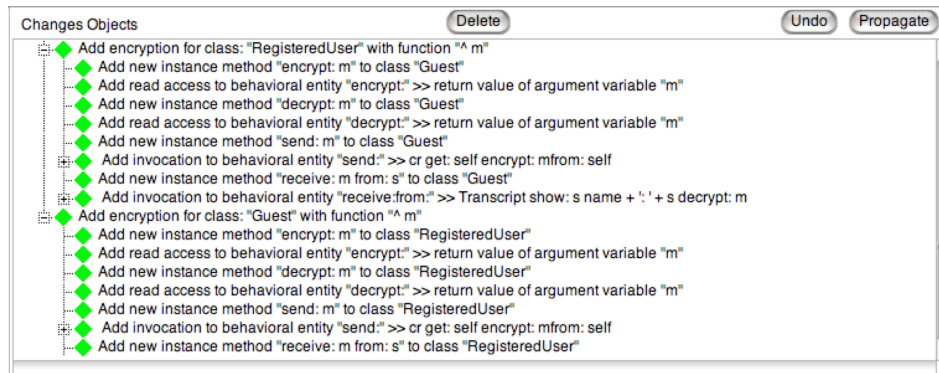 Changes Objects Delete Undo Propagate
Add encryption for class: "RegisteredUser" with function "^ m"
Add new instance method "encrypt: m" to class "Guest"
Add read access to behavioral entity "encrypt:" >> return value of argument variable "m"
Add new instance method "decrypt: m" to class "Guest"
Add read access to behavioral entity "decrypt:" >> return value of argument variable "m"
Add new instance method "send: m" to class "Guest"
Add invocation to behavioral entity "send:" >> cr get: self encrypt: mfrom: self
Add new instance method "receive: m from: s" to class "Guest"
Add invocation to behavioral entity "receive:from:" >> Transcript show: s name + ': ' + s decrypt: m
Add encryption for class: "Guest" with function "^ m"
Add new instance method "encrypt: m" to class "RegisteredUser"
Add read access to behavioral entity "encrypt:" >> return value of argument variable "m"
Add new instance method "decrypt: m" to class "RegisteredUser"
Add read access to behavioral entity "decrypt:" >> return value of argument variable "m"
Add new instance method "send: m" to class "RegisteredUser"
Add invocation to behavioral entity "send:" >> cr get: self encrypt: mfrom: self
Add new instance method "receive: m from: s" to class "RegisteredUser"